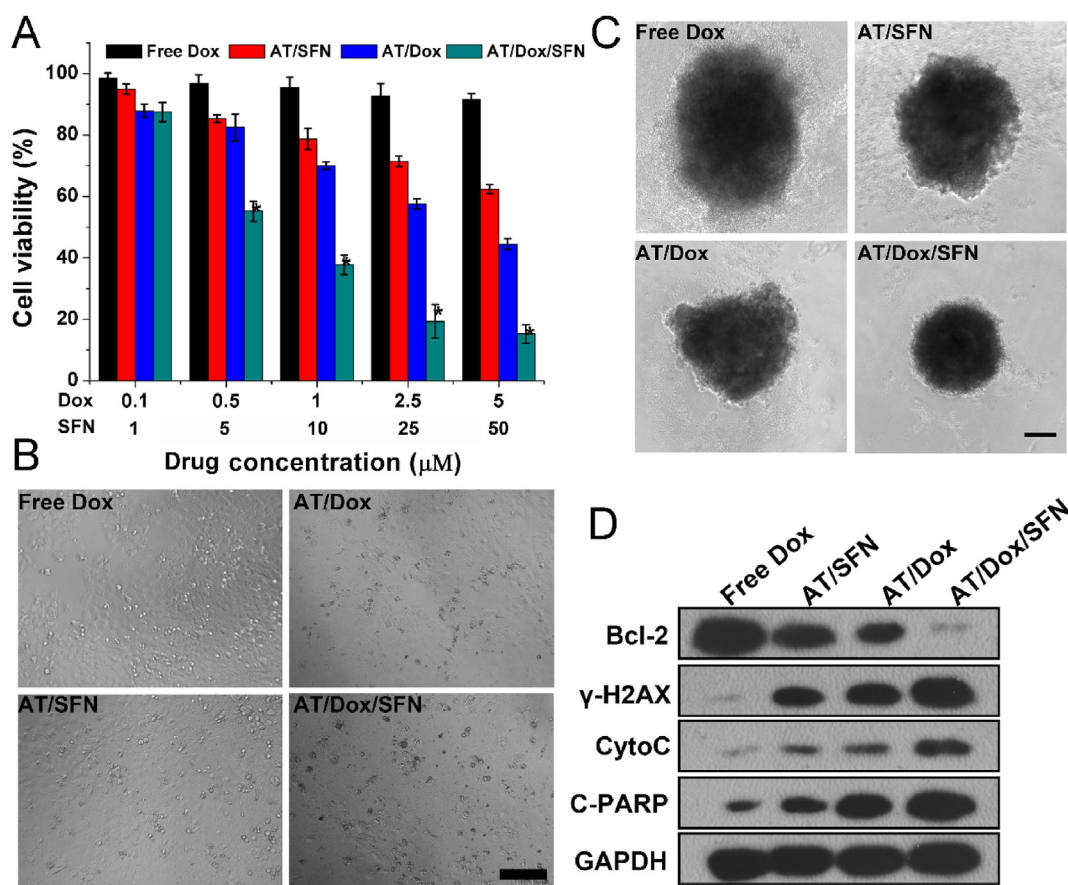 A
Free Dox AT/SFN AT/Dox AT/Dox/SFN
Cell viability (%)
100
80
60
40
20
0
* * * *
Dox 0.1 0.5 1 2.5 5
SFN 1 5 10 25 50
Drug concentration (μM)
B
Free Dox AT/Dox
AT/SFN AT/Dox/SFN
C
Free Dox AT/SFN
AT/Dox AT/Dox/SFN
D
Free Dox AT/SFN AT/Dox AT/Dox/SFN
Bcl-2
γ-H2AX
CytoC
C-PARP
GAPDH